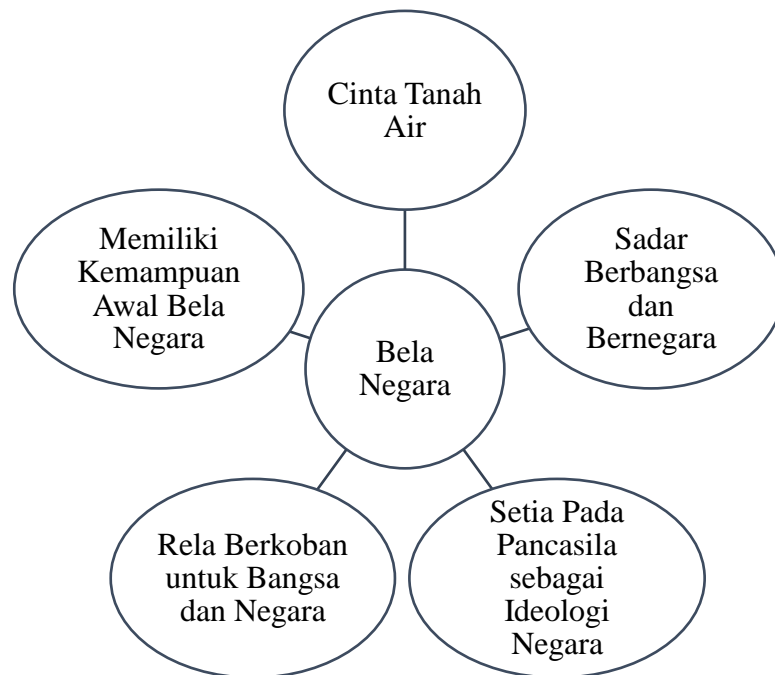 Cinta Tanah
Air
Sadar
Berbangsa
dan
Bernegara
Setia Pada
Pancasila
sebagai
Ideologi
Negara
Rela Berkoban
untuk Bangsa
dan Negara
Memiliki
Kemampuan
Awal Bela
Negara
Bela
Negara